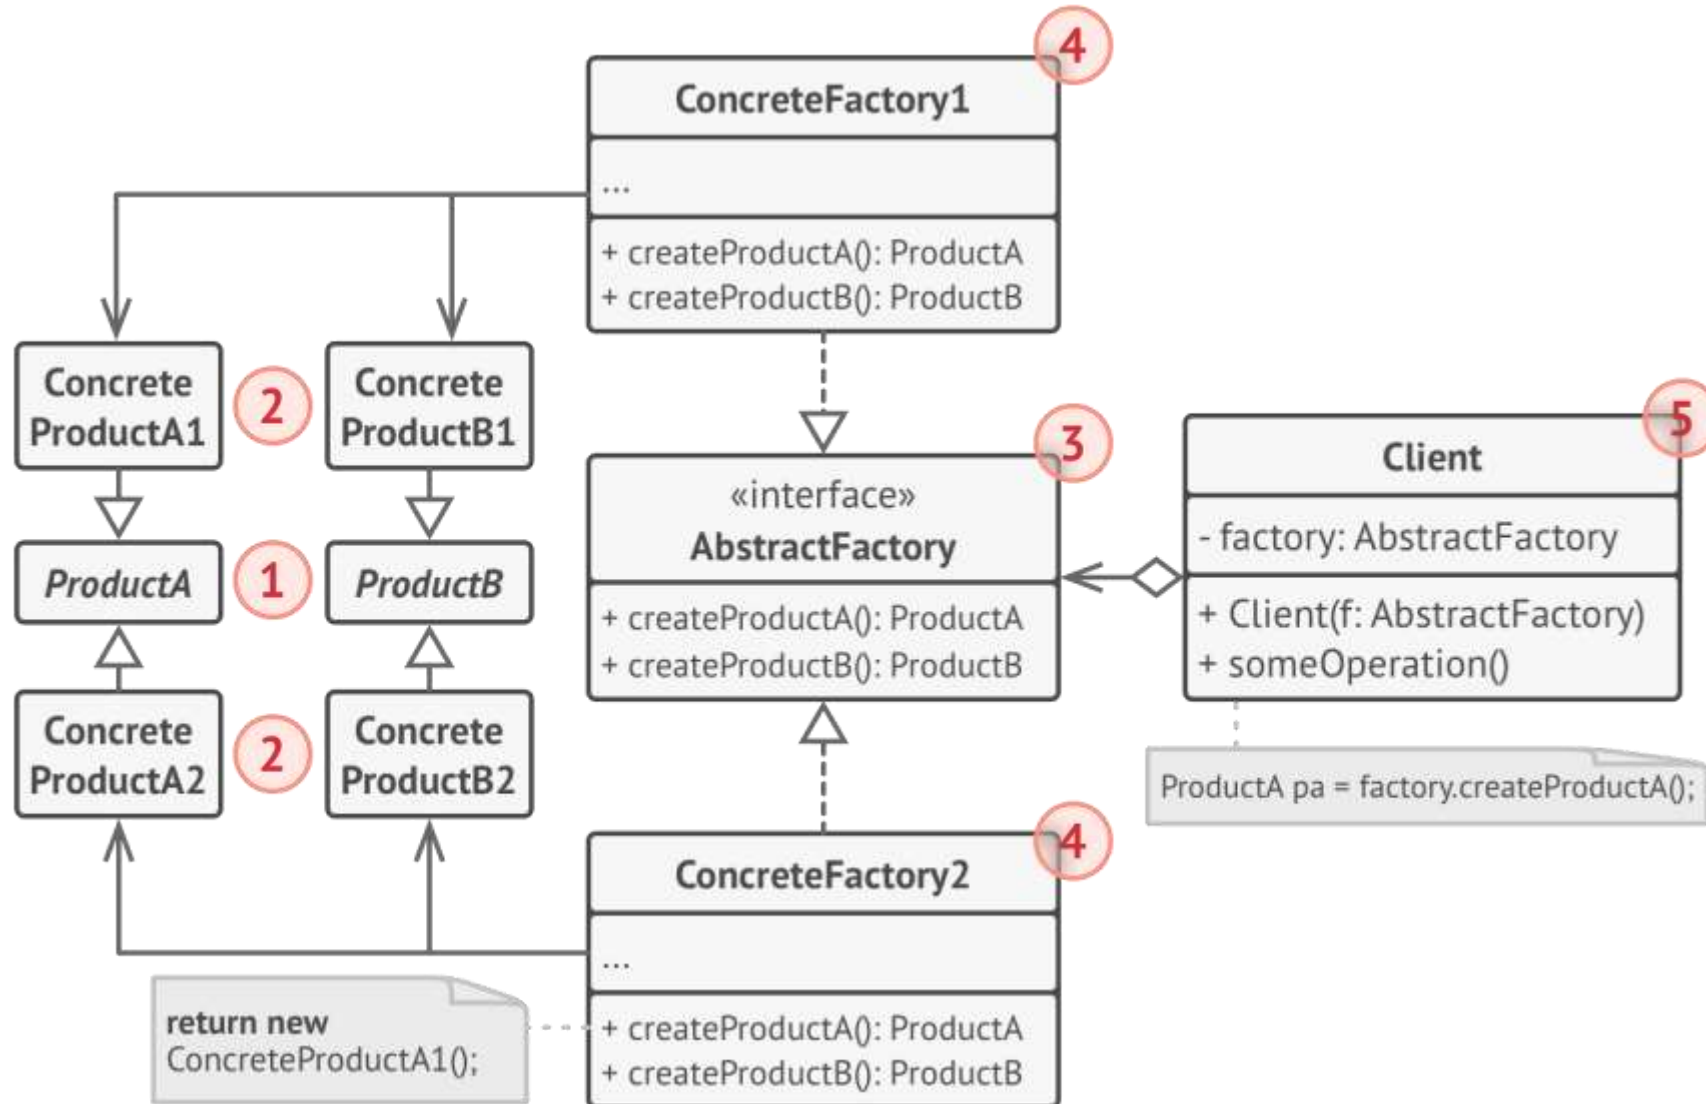 4
ConcreteFactory1
...
+ createProductA(): ProductA
+ createProductB(): ProductB
Concrete
ProductA1
2
Concrete
ProductB1
3
«interface»
AbstractFactory
+ createProductA(): ProductA
+ createProductB(): ProductB
5
Client
- factory: AbstractFactory
+ Client(f: AbstractFactory)
+ someOperation()
ProductA
1
ProductB
Concrete
ProductA2
2
Concrete
ProductB2
ProductA pa = factory.createProductA();
4
ConcreteFactory2
...
+ createProductA(): ProductA
+ createProductB(): ProductB
return new
ConcreteProductA1();